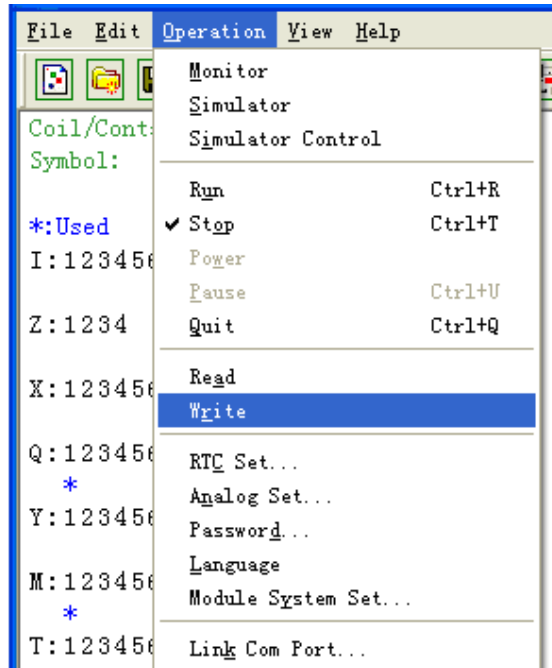 File Edit Operation View Help
Monitor
Simulator
Simulator Control
Coil/Cont
Symbol:
Run Ctrl+R
*:Used
✔ Stop Ctrl+T
I:123456
Power
Pause Ctrl+U
Z:1234
Quit Ctrl+Q
Read
X:123456
Write
Q:123456
RTC Set...
*
Analog Set...
Y:123456
Password...
Language
M:123456
Module System Set...
*
T:123456
Link Com Port...